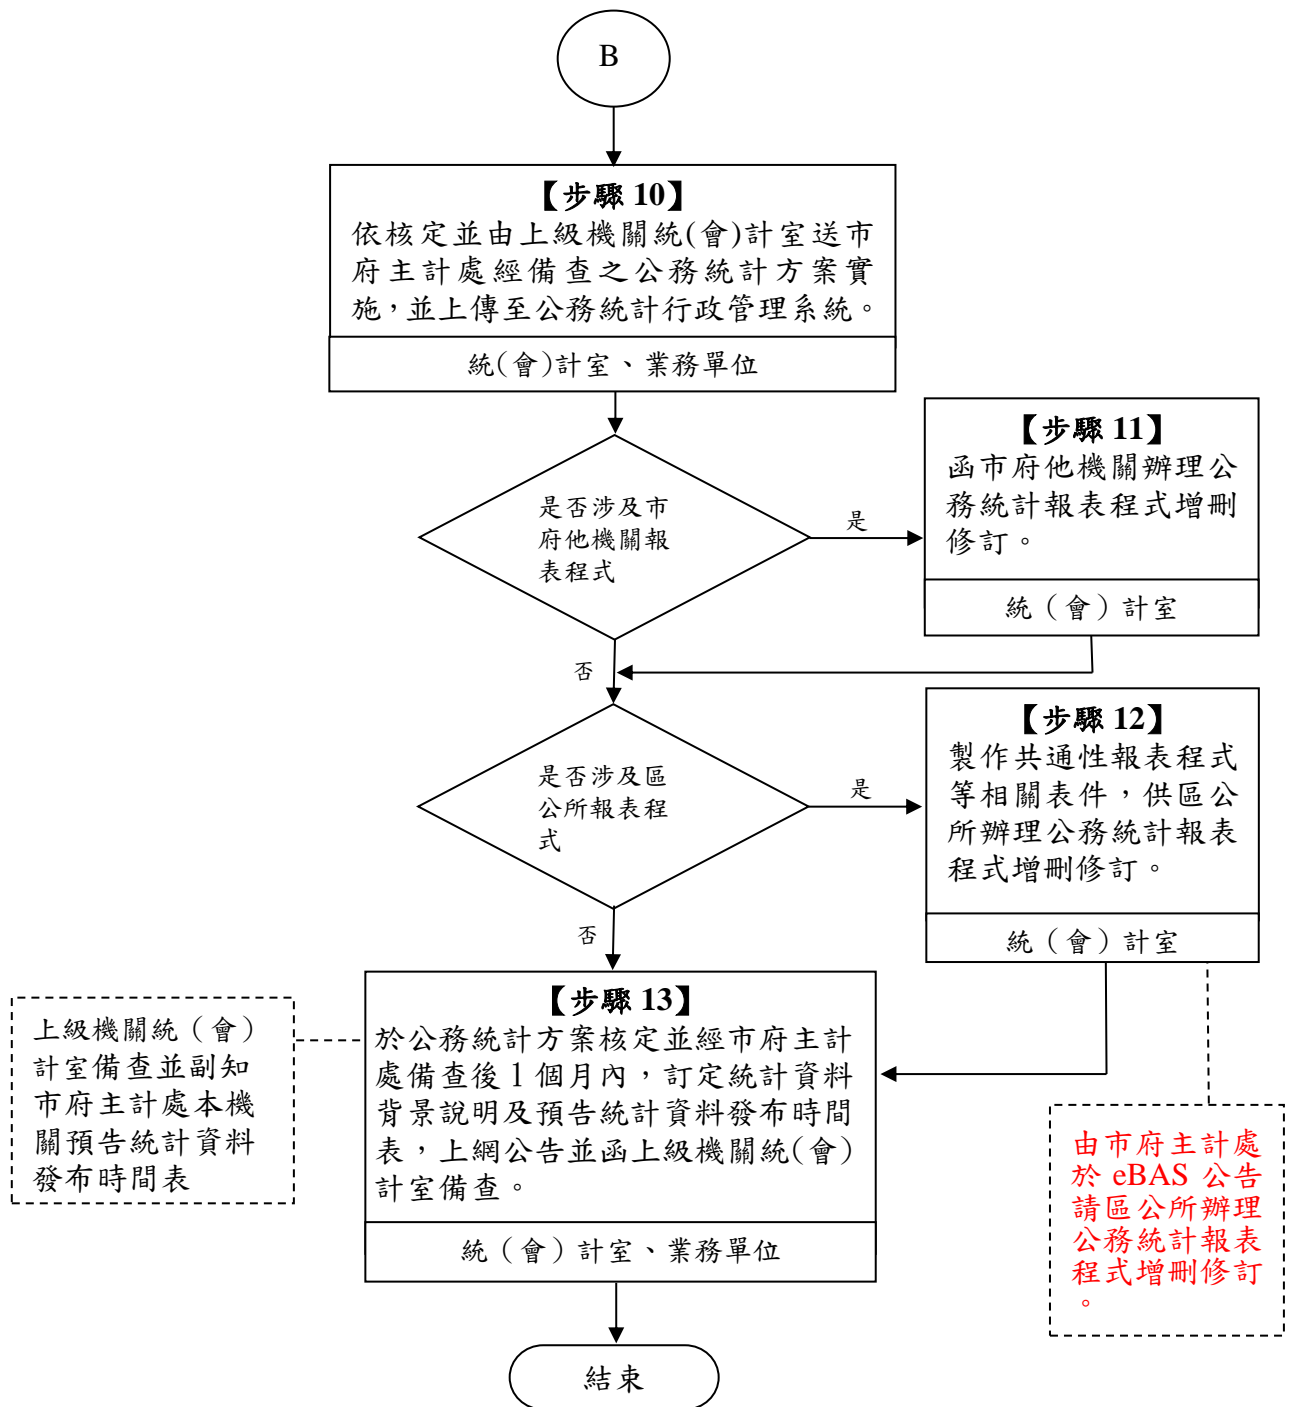 B
【步驟 10】
依核定並由上級機關統(會)計室送市
府主計處經備查之公務統計方案實
施，並上傳至公務統計行政管理系統。
統(會)計室、業務單位
是否涉及市
府他機關報
表程式
是
【步驟 11】
函市府他機關辦理公
務統計報表程式增刪
修訂。
統（會）計室
否
是否涉及區
公所報表程
式
是
【步驟 12】
製作共通性報表程式
等相關表件，供區公
所辦理公務統計報表
程式增刪修訂。
統（會）計室
否
【步驟 13】
於公務統計方案核定並經市府主計
處備查後 1 個月內，訂定統計資料
背景說明及預告統計資料發布時間
表，上網公告並函上級機關統(會)
計室備查。
統（會）計室、業務單位
上級機關統（會）
計室備查並副知
市府主計處本機
關預告統計資料
發布時間表
由市府主計處
於 eBAS 公告
請區公所辦理
公務統計報表
程式增刪修訂
。
結束